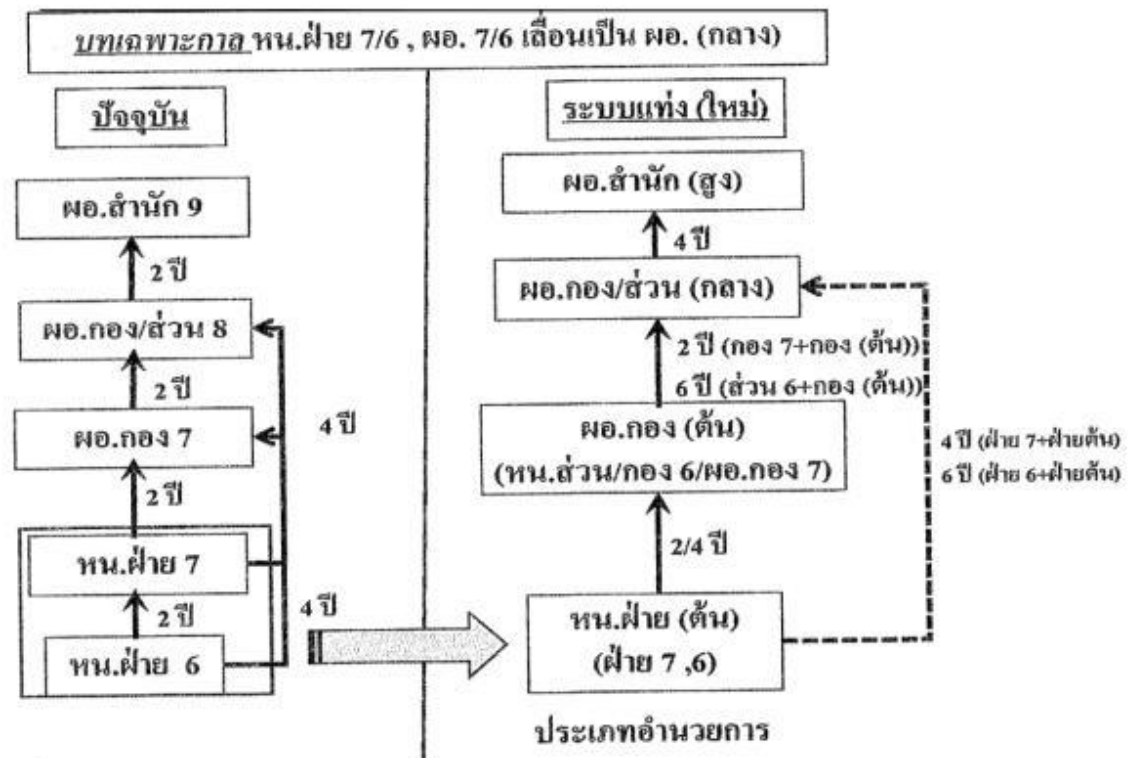 บทเฉพาะกาล หน.ฝ่าย 7/6 , ผอ. 7/6 เลื่อนเป็น ผอ. (กลาง)
ปัจจุบัน
ผอ.สำนัก 9
2 ปี
ผอ.กอง/ส่วน 8
2 ปี
4 ปี
ผอ.กอง 7
2 ปี
หน.ฝ่าย 7
2 ปี
4 ปี
หน.ฝ่าย 6
ระบบแท่ง (ใหม่)
ผอ.สำนัก (สูง)
4 ปี
ผอ.กอง/ส่วน (กลาง)
2 ปี (กอง 7+กอง (ต้น))
6 ปี (ส่วน 6+กอง (ต้น))
ผอ.กอง (ต้น)
(หน.ส่วน/กอง 6/ผอ.กอง 7)
4 ปี (ฝ่าย 7+ฝ่ายต้น)
6 ปี (ฝ่าย 6+ฝ่ายต้น)
2/4 ปี
หน.ฝ่าย (ต้น)
(ฝ่าย 7 ,6)
ประเภทอำนวยการ